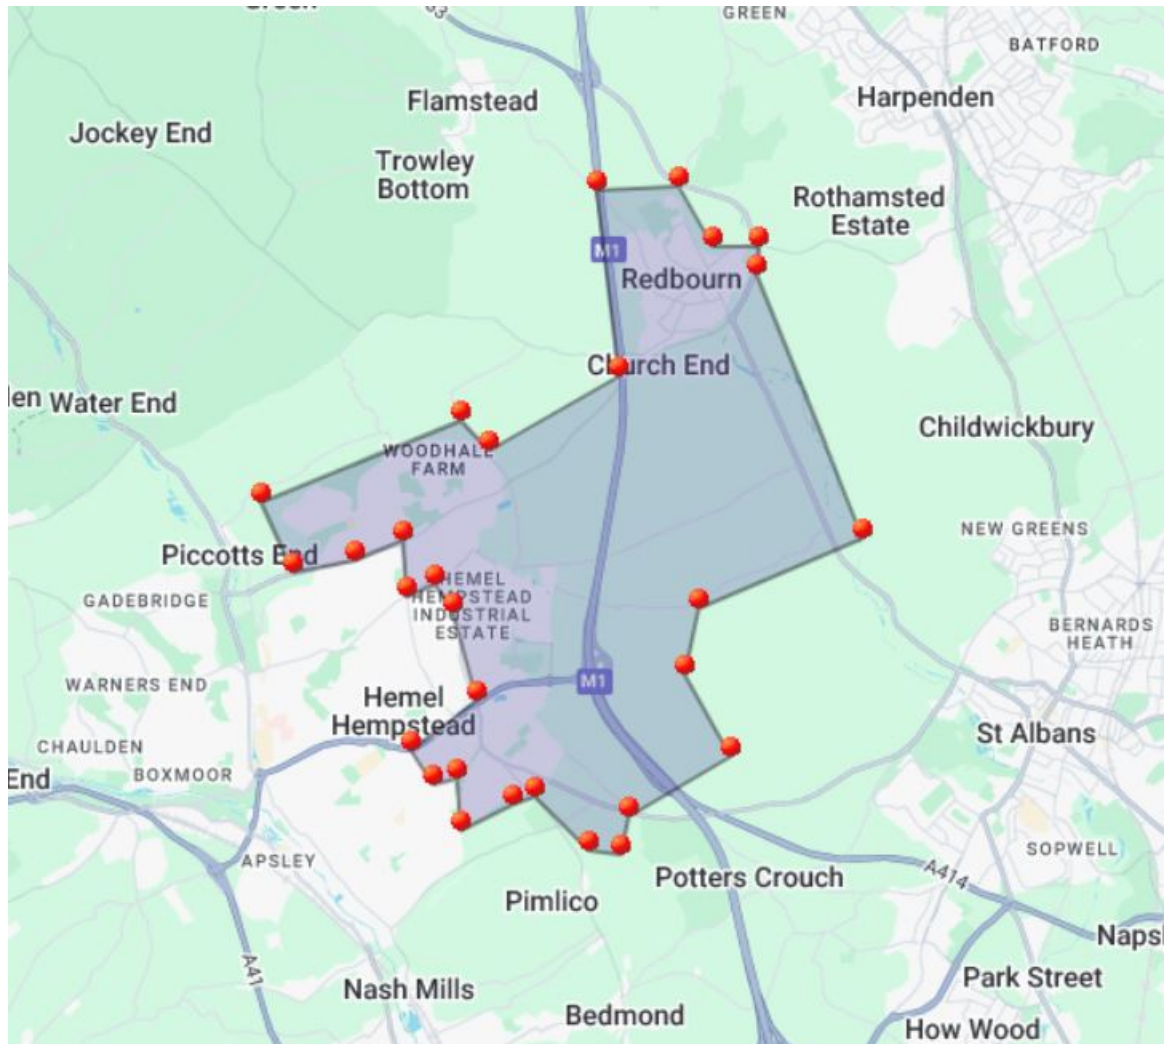 GREEN
BATFORD
Flamstead
Harpenden
Jockey End
Trowley
Bottom
Rothamsted
Estate
M1
Redbourn
Church End
Water End
Childwickbury
WOODHALL
FARM
NEW GREENS
Piccotts End
HEMEL
HEMPSTEAD
INDUSTRIAL
ESTATE
GADEBRIDGE
BERNARDS
HEATH
WARNERS END
M1
Hemel
Hempstead
St Albans
CHAULDEN
BOXMOOR
End
APSLEY
SOPWELL
Potters Crouch
A414
Pimlico
A41
Nash Mills
Park Street
Bedmond
How Wood